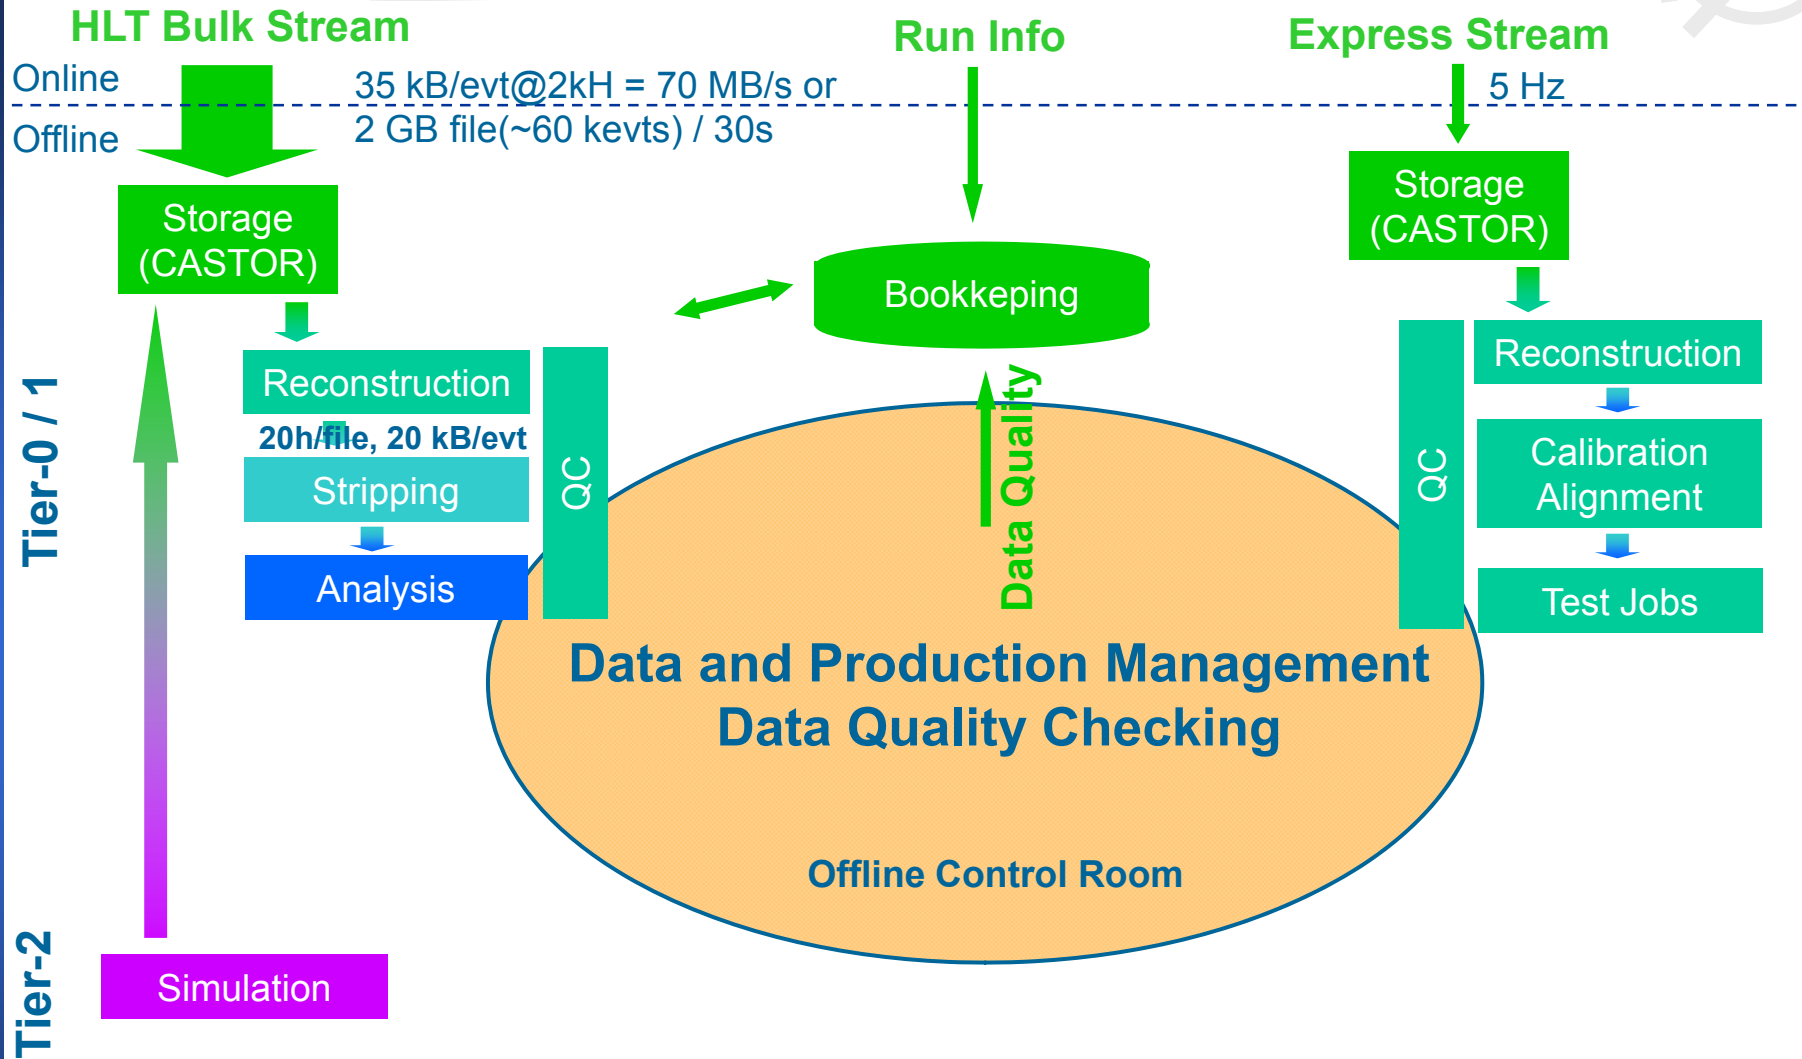 HLT Bulk Stream
Run Info
Express Stream
Online
35 kB/evt@2kH = 70 MB/s or
5 Hz
Offline
2 GB file(~60 kevts) / 30s
Storage
(CASTOR)
Storage
(CASTOR)
Bookkeping
Reconstruction
Reconstruction
20h/file, 20 kB/evt
Stripping
Analysis
QC
Data Quality
QC
Calibration
Alignment
Test Jobs
Tier-0 / 1
Data and Production Management
Data Quality Checking
Offline Control Room
Tier-2
Simulation